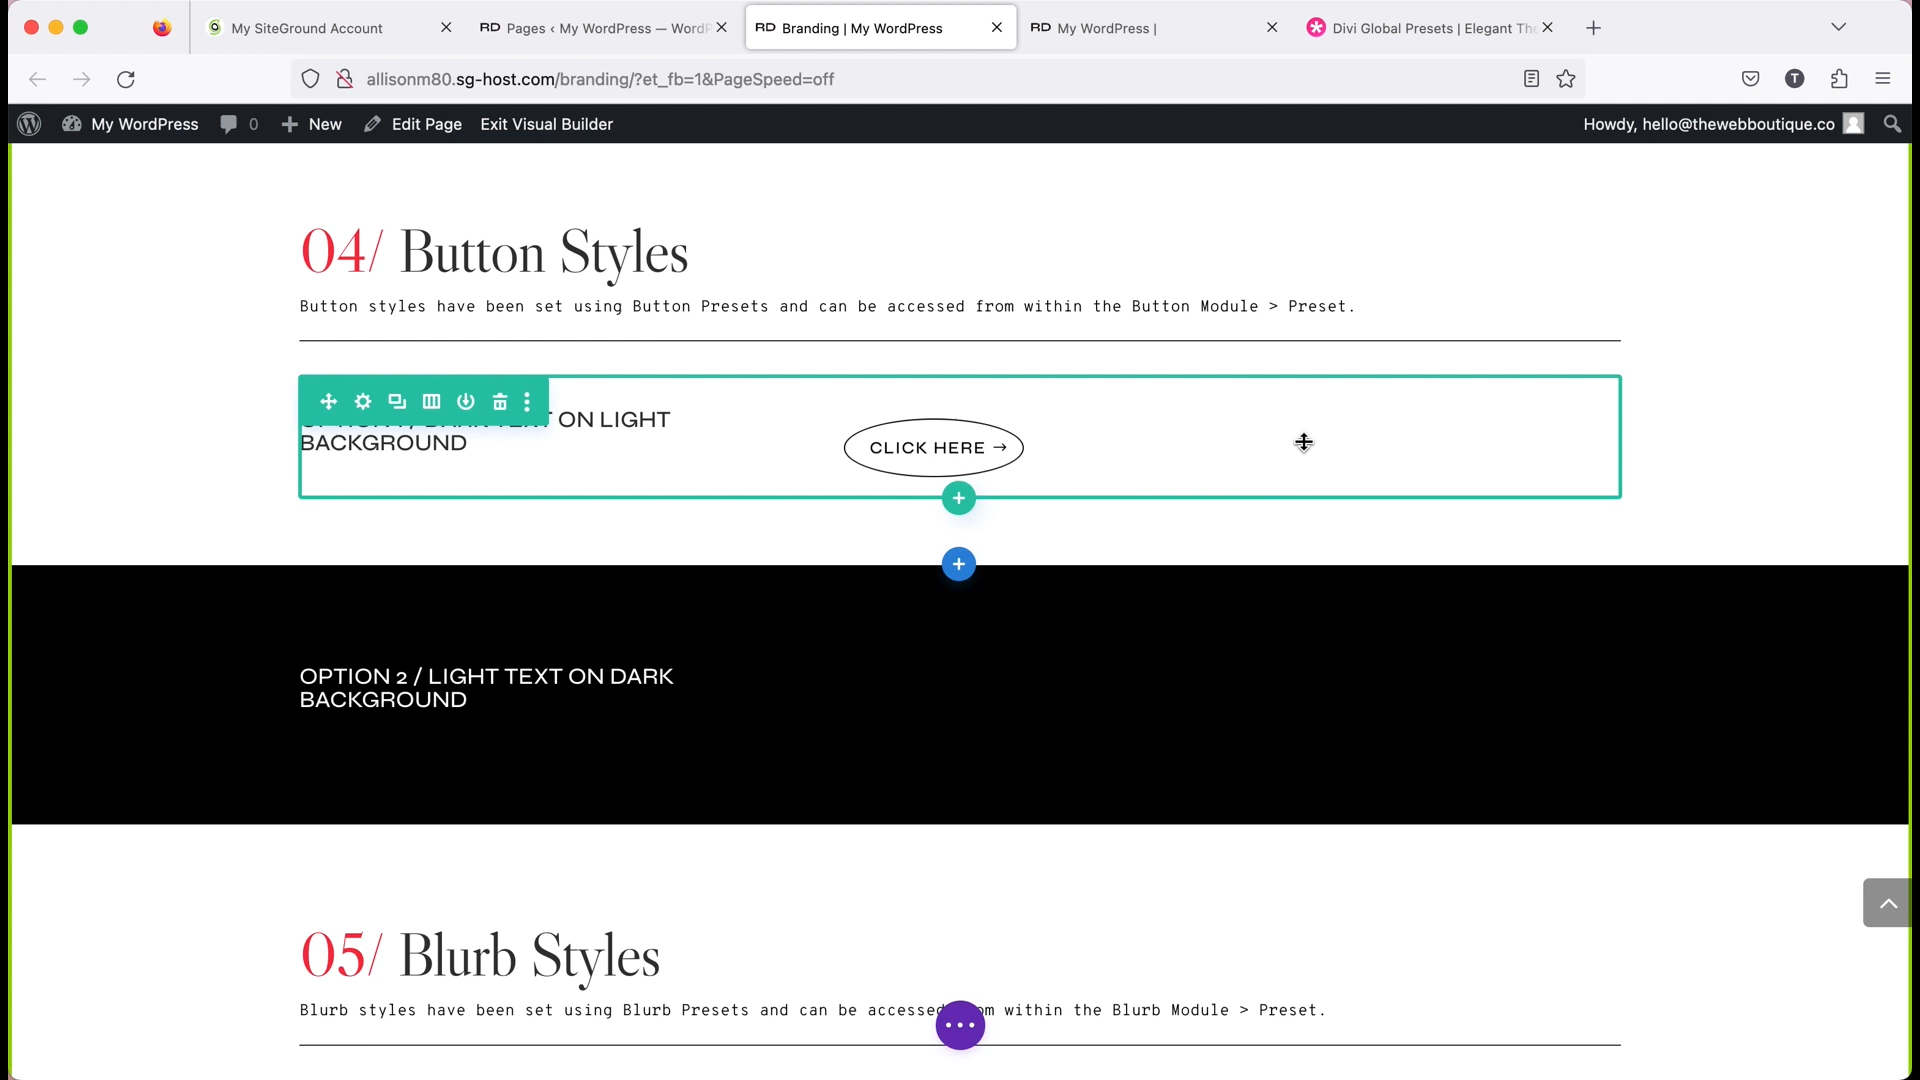 My SiteGround Account
RD Pages ‹ My WordPress — WordP
RD Branding | My WordPress
RD My WordPress |
Divi Global Presets | Elegant The
allisonm80.sg-host.com/branding/?et_fb=1&PageSpeed=off
T
My WordPress
0
New
Edit Page
Exit Visual Builder
Howdy, hello@thewebboutique.co
04/ Button Styles
Button styles have been set using Button Presets and can be accessed from within the Button Module > Preset.
ON LIGHT
BACKGROUND
CLICK HERE →
OPTION 2 / LIGHT TEXT ON DARK
BACKGROUND
05/ Blurb Styles
Blurb styles have been set using Blurb Presets and can be accessed from within the Blurb Module > Preset.